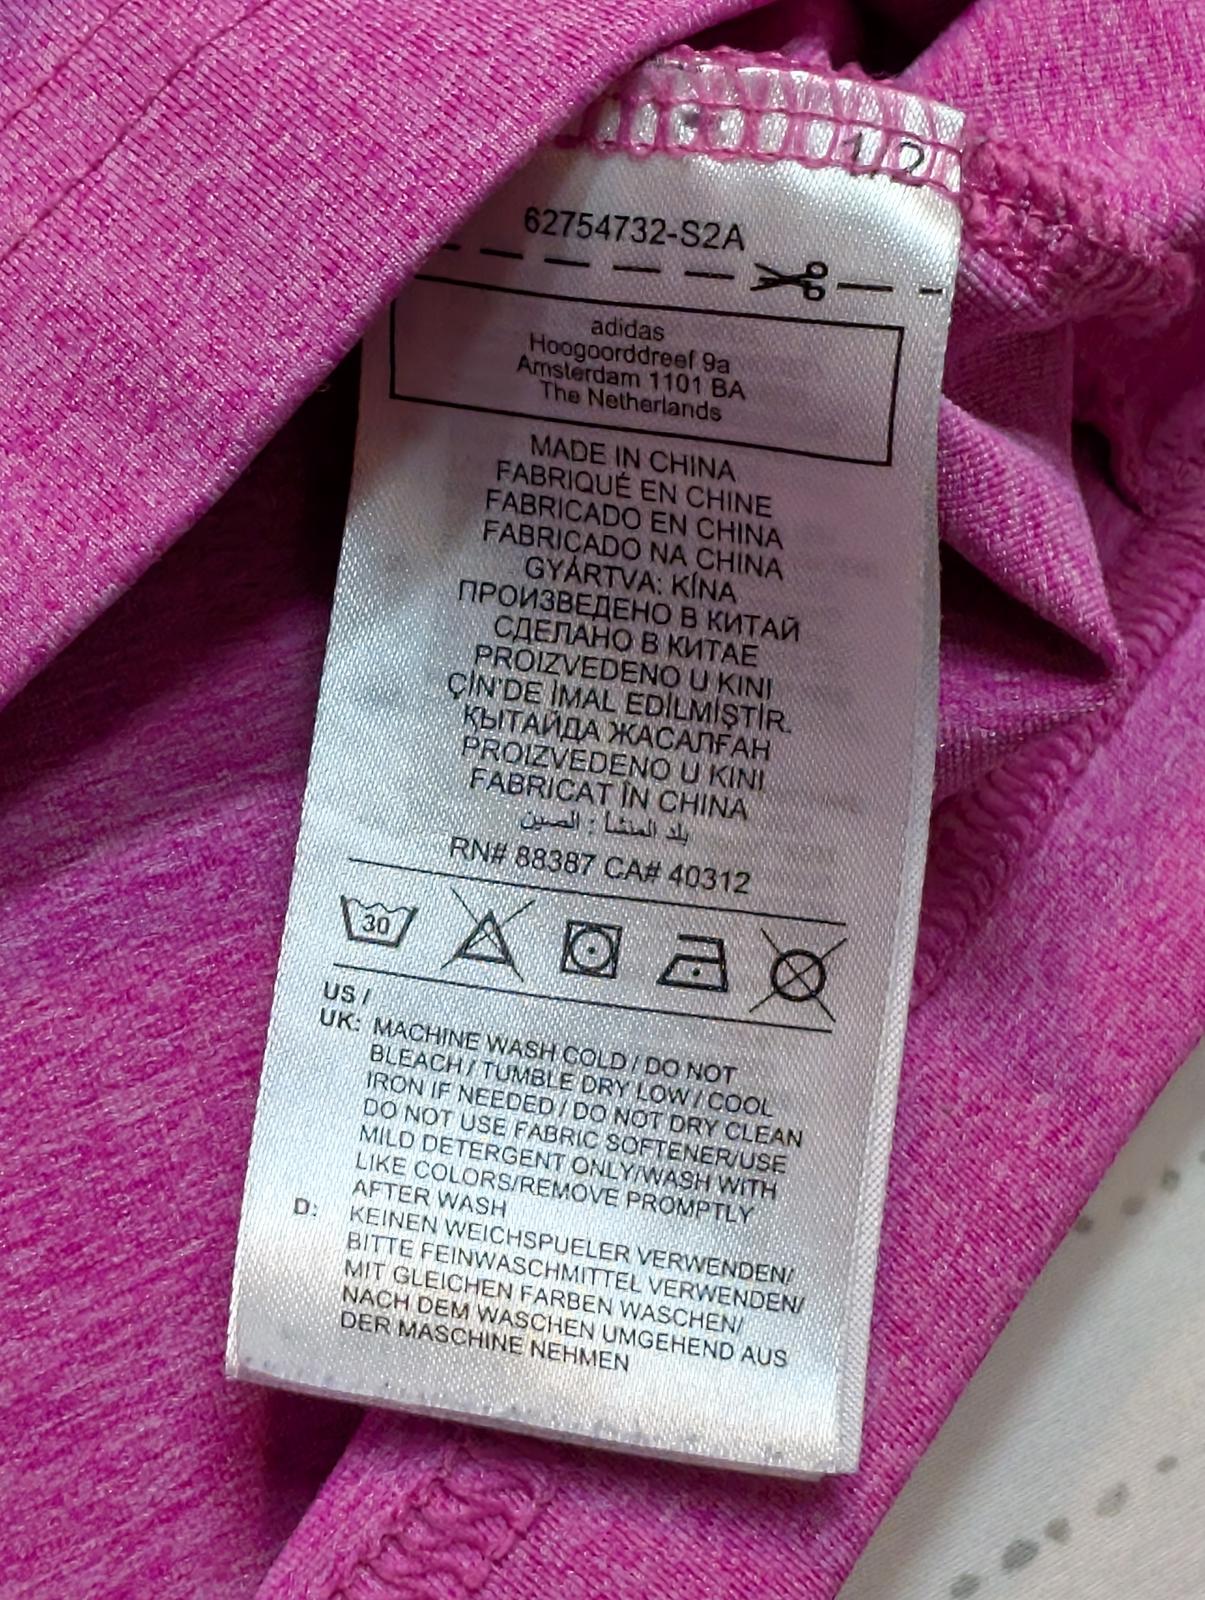 1/2
62754732-S2A
adidas
Hoogoorddreef 9a
Amsterdam 1101 BA
The Netherlands
MADE IN CHINA
FABRIQUÉ EN CHINE
FABRICADO EN CHINA
FABRICADO NA CHINA
GYÁRTVA: KÍNA
ПРОИЗВЕДЕНО В КИТАЙ
СДЕЛАНО В КИТАЕ
PROIZVEDENO U KINI
ÇİN'DE İMAL EDİLMİŞTİR.
ҚЫТАЙДА ЖАСАЛҒАН
PROIZVEDENO U KINI
FABRICAT ÎN CHINA
بلد المنشأ : الصين
RN# 88387 CA# 40312
30
US /
UK: MACHINE WASH COLD / DO NOT
BLEACH / TUMBLE DRY LOW / COOL
IRON IF NEEDED / DO NOT DRY CLEAN
DO NOT USE FABRIC SOFTENER/USE
MILD DETERGENT ONLY/WASH WITH
LIKE COLORS/REMOVE PROMPTLY
AFTER WASH
D: KEINEN WEICHSPUELER VERWENDEN/
BITTE FEINWASCHMITTEL VERWENDEN/
MIT GLEICHEN FARBEN WASCHEN/
NACH DEM WASCHEN UMGEHEND AUS
DER MASCHINE NEHMEN